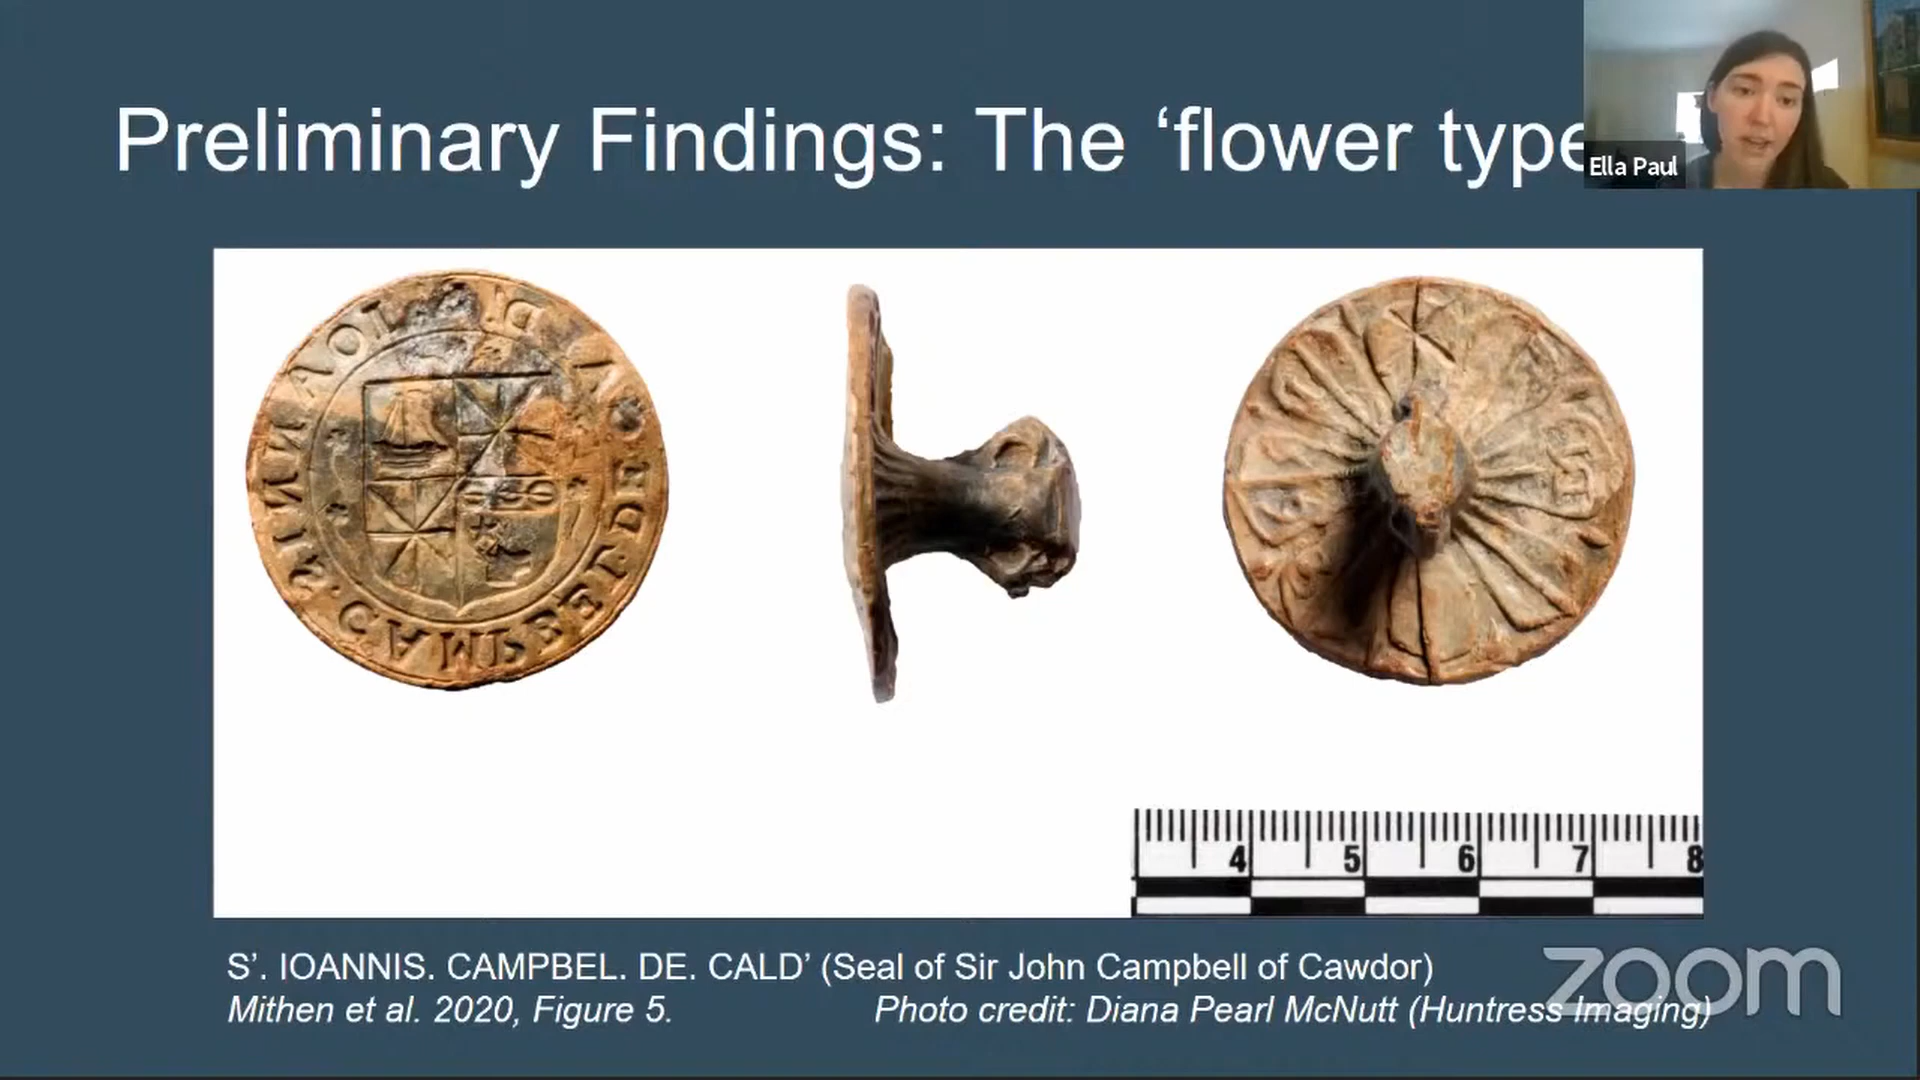 Preliminary Findings: The ‘flower type
Ella Paul
4 5 6 7 8
S’. IOANNIS. CAMPBEL. DE. CALD’ (Seal of Sir John Campbell of Cawdor)
Mithen et al. 2020, Figure 5.
Photo credit: Diana Pearl McNutt (Huntress Imaging)
zoom